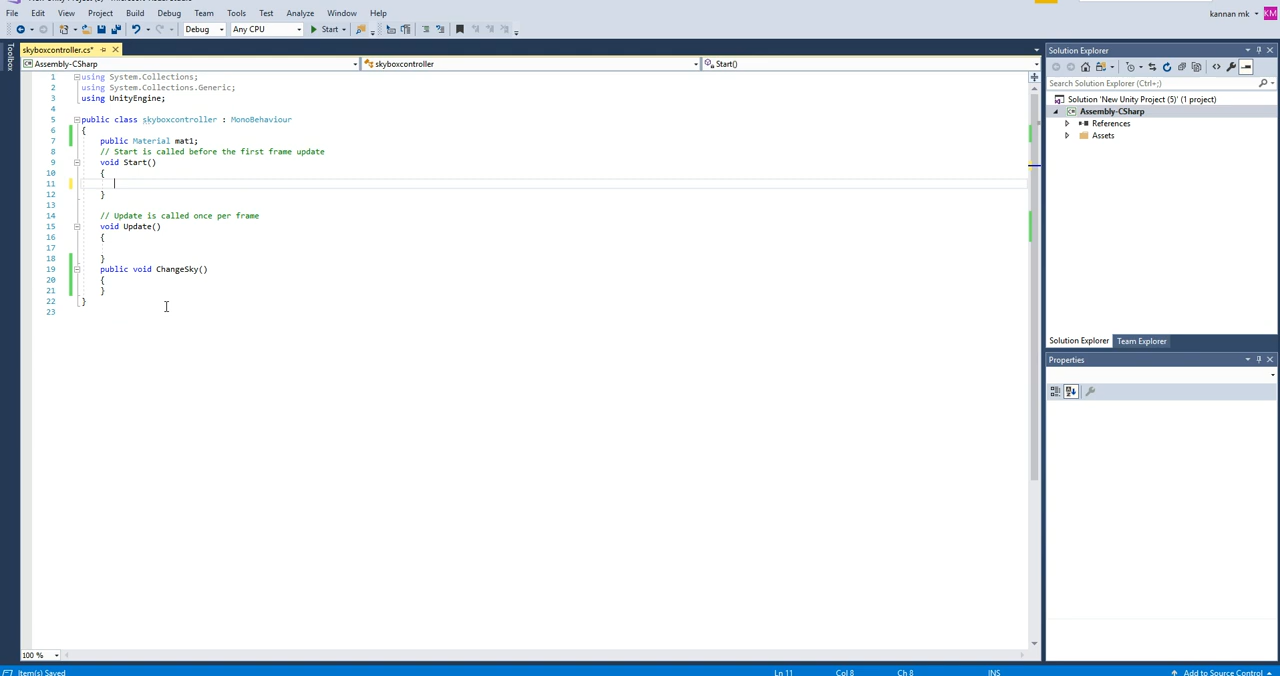 File Edit View Project Build Debug Team Tools Test Analyze Window Help kannan mk KM
Debug Any CPU Start
Toolbox
skyboxcontroller.cs*
Assembly-CSharp skyboxcontroller Start()
1 using System.Collections;
2 using System.Collections.Generic;
3 using UnityEngine;
4
5 public class skyboxcontroller : MonoBehaviour
6 {
7 public Material mat1;
8 // Start is called before the first frame update
9 void Start()
10 {
11
12 }
13
14 // Update is called once per frame
15 void Update()
16 {
17
18 }
19 public void ChangeSky()
20 {
21 }
22 }
23
100 %
Solution Explorer
Search Solution Explorer (Ctrl+;)
Solution 'New Unity Project (5)' (1 project)
Assembly-CSharp
References
Assets
Solution Explorer Team Explorer
Properties
Item(s) Saved Ln 11 Col 8 Ch 8 INS Add to Source Control